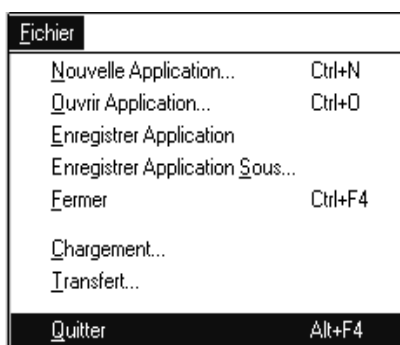 Fichier
Nouvelle Application... Ctrl+N
Ouvrir Application... Ctrl+O
Enregistrer Application
Enregistrer Application Sous...
Fermer Ctrl+F4
Chargement...
Transfert...
Quitter Alt+F4